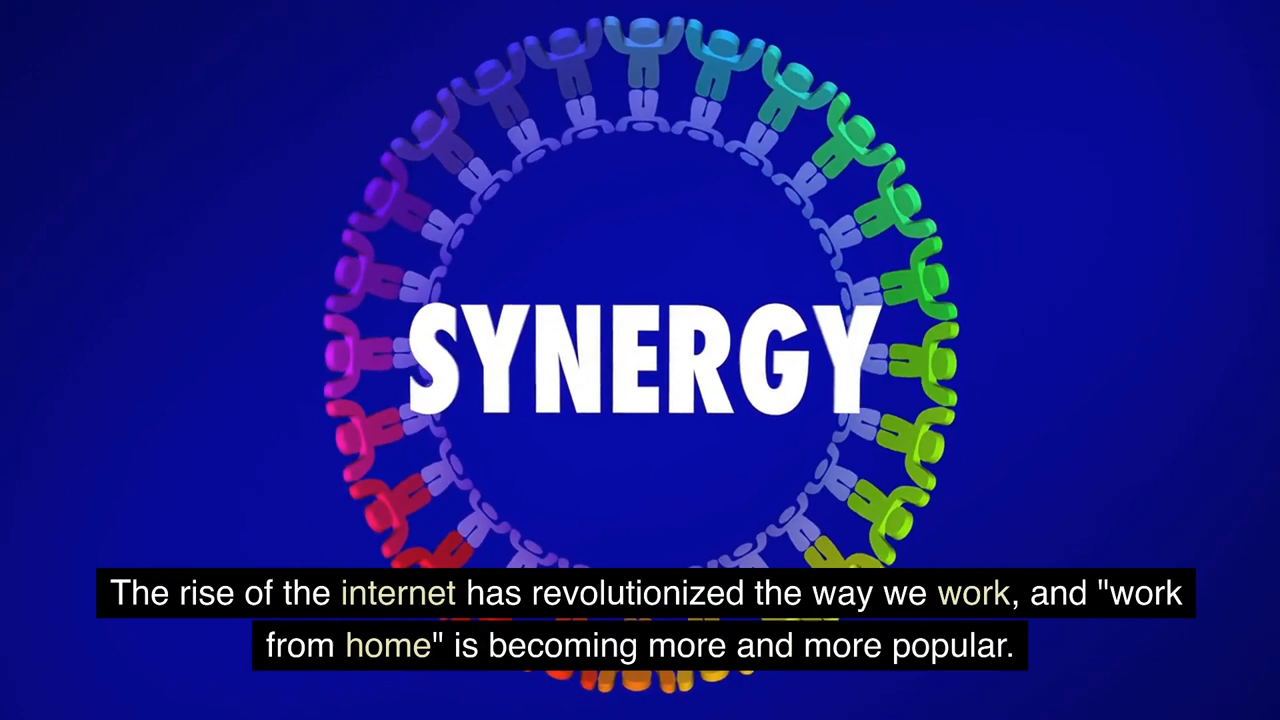 SYNERGY
The rise of the internet has revolutionized the way we work, and "work
from home" is becoming more and more popular.